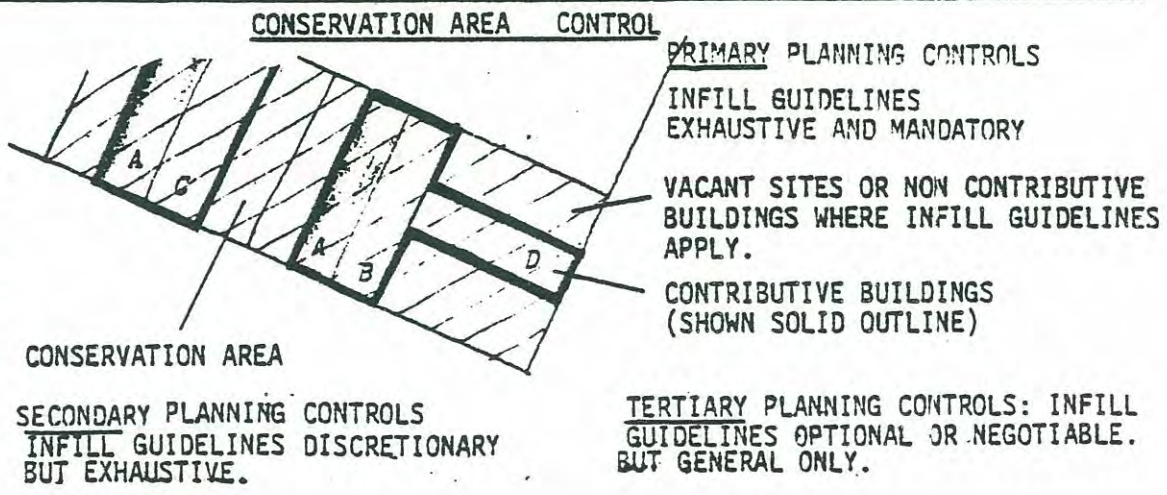 CONSERVATION AREA CONTROL
PRIMARY PLANNING CONTROLS
INFILL GUIDELINES
EXHAUSTIVE AND MANDATORY
VACANT SITES OR NON CONTRIBUTIVE
BUILDINGS WHERE INFILL GUIDELINES
APPLY.
CONTRIBUTIVE BUILDINGS
(SHOWN SOLID OUTLINE)
A
C
A
B
D
CONSERVATION AREA
SECONDARY PLANNING CONTROLS
INFILL GUIDELINES DISCRETIONARY
BUT EXHAUSTIVE.
TERTIARY PLANNING CONTROLS: INFILL
GUIDELINES OPTIONAL OR NEGOTIABLE.
BUT GENERAL ONLY.